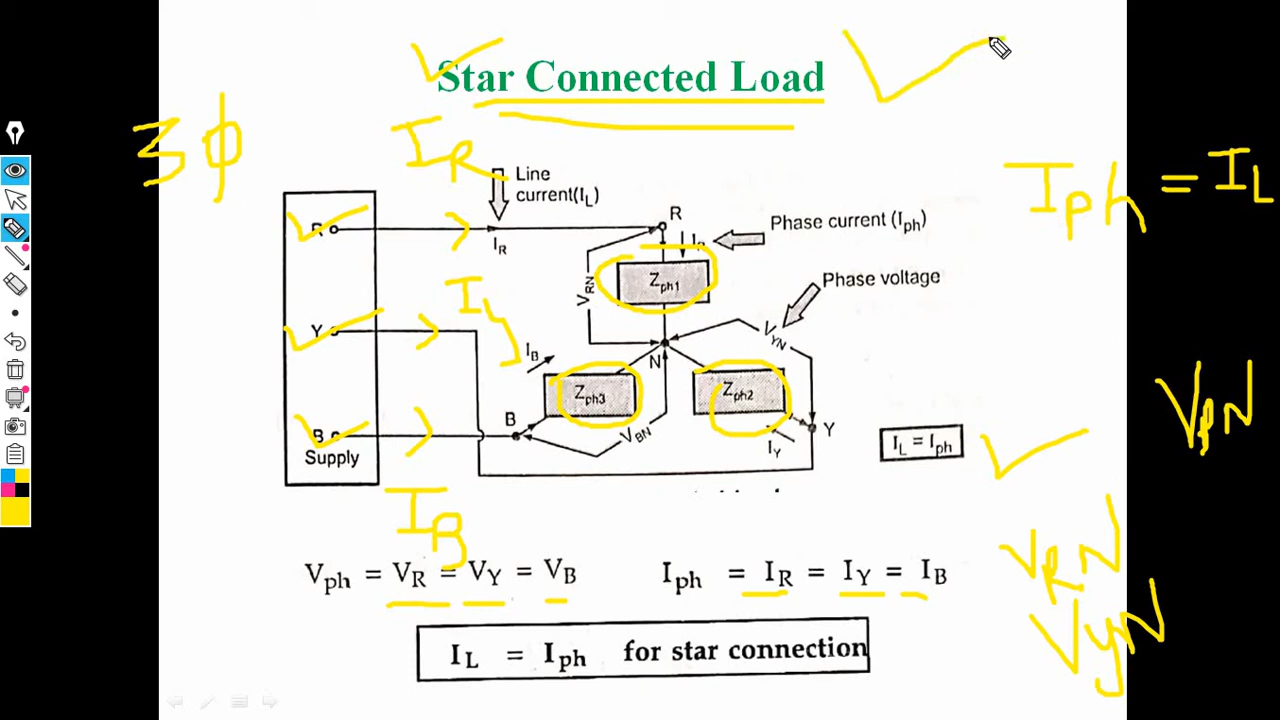 Star Connected Load
3ϕ
I_R
Line
current(I_L)
R
I_R
R
Phase current (I_ph)
I_ph = I_L
Z_ph1
V_RN
Phase voltage
V_YN
I_Y
Y
N
I_B
Z_ph3
Z_ph2
V_PN
B
V_BN
Y
B
Supply
I_Y
I_L = I_ph
I_B
V_RN
V_ph = V_R = V_Y = V_B
I_ph = I_R = I_Y = I_B
V_YN
I_L = I_ph for star connection